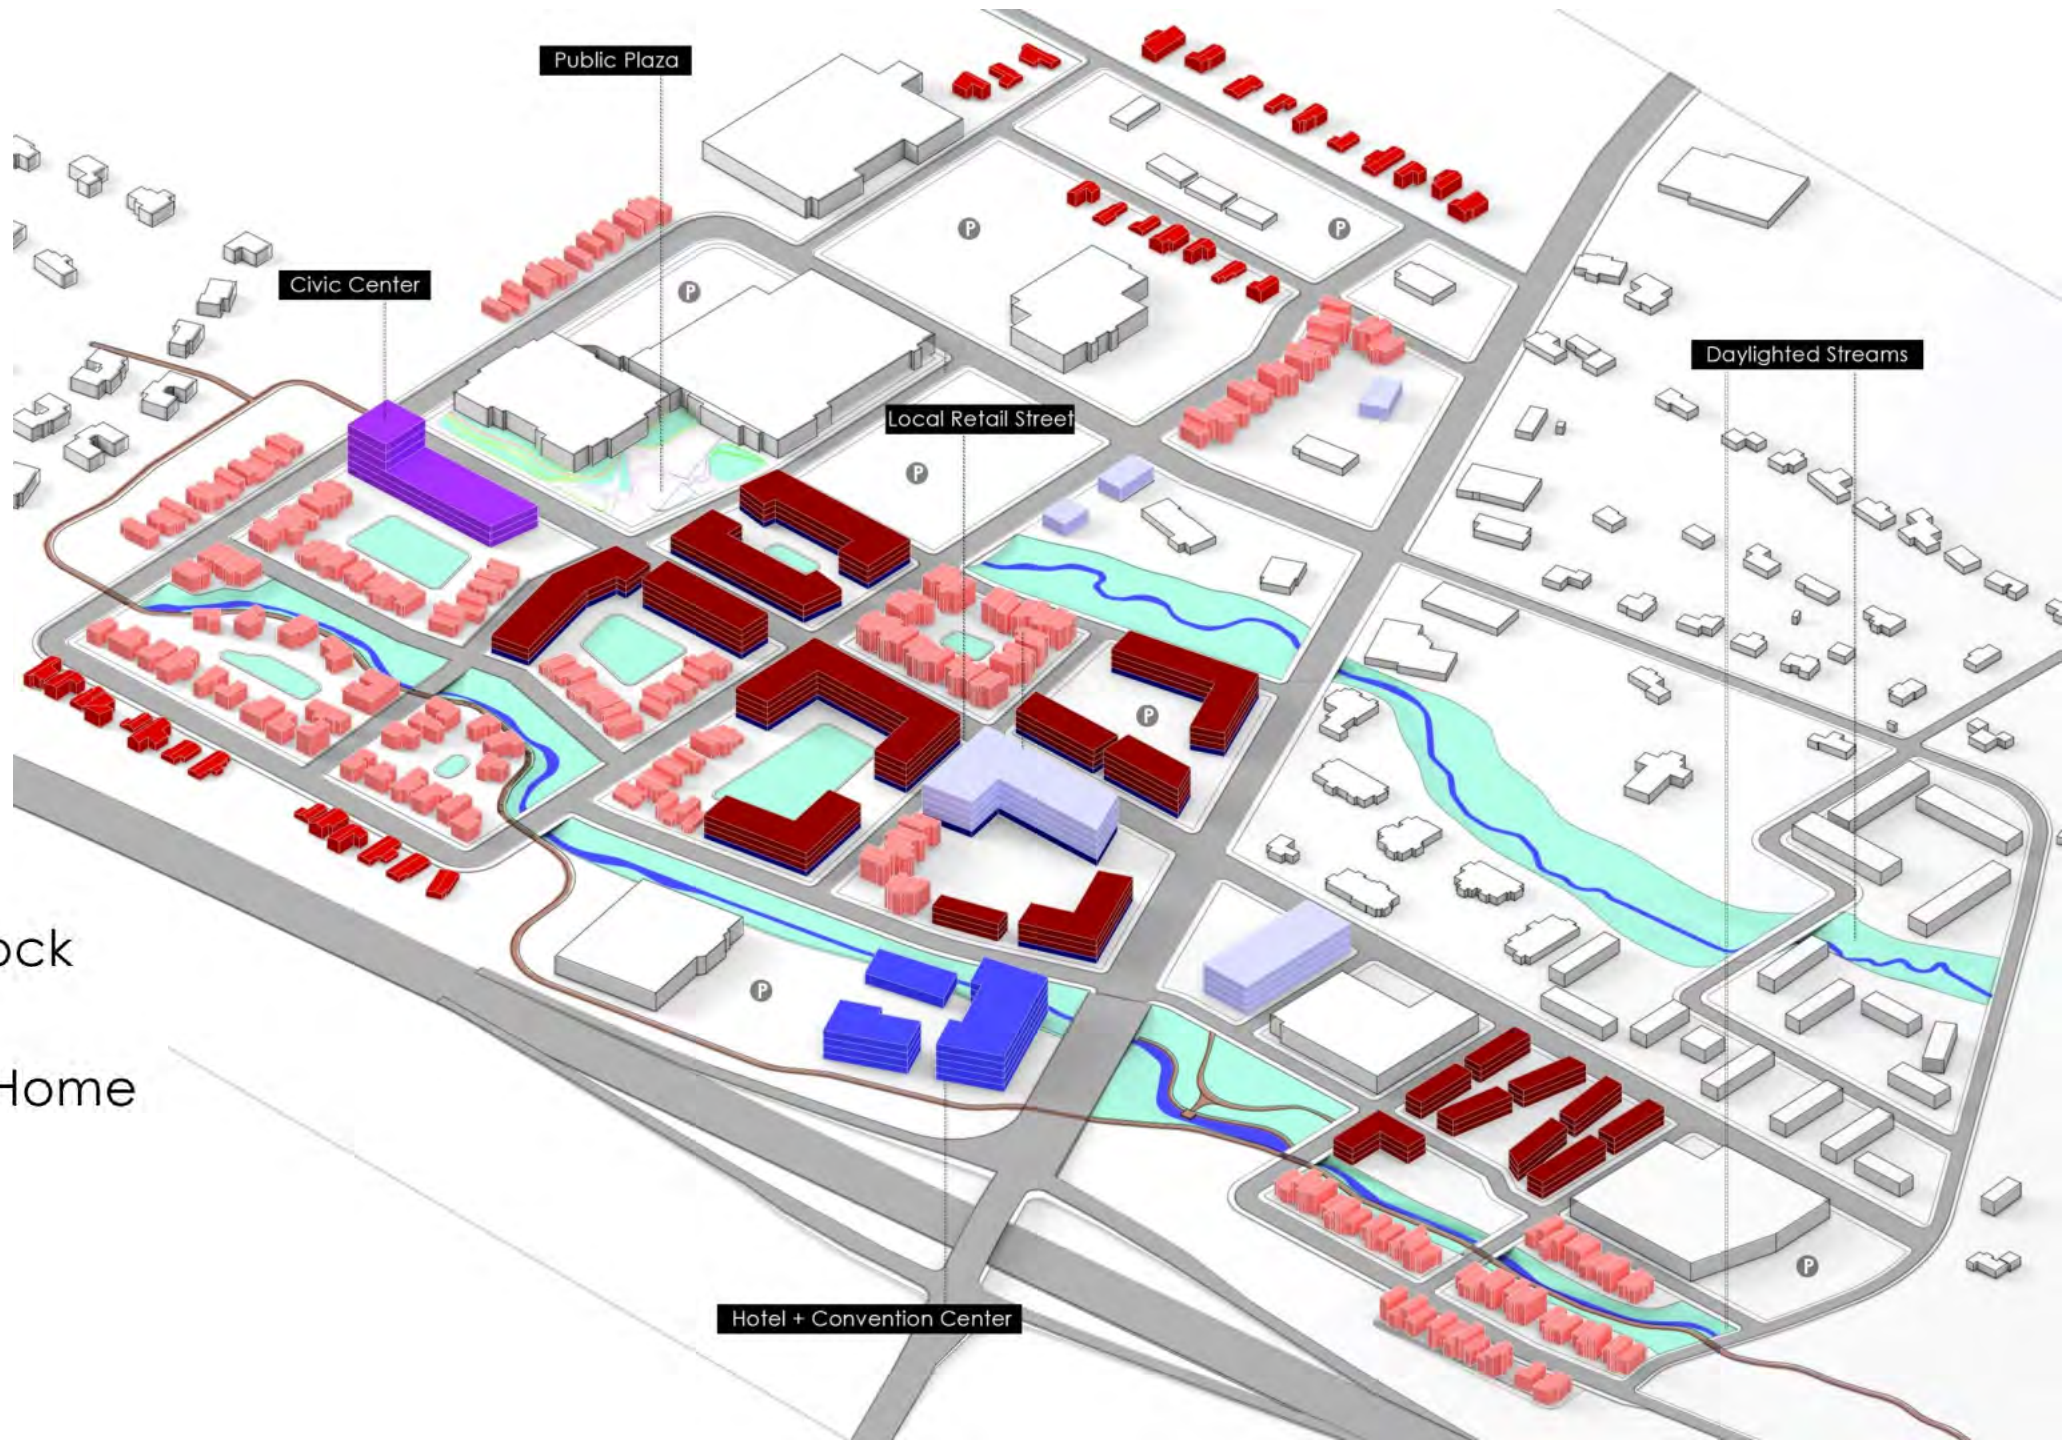 Public Plaza
P
P
Civic Center
P
Daylighted Streams
Local Retail Street
P
P
ock
P
Home
P
Hotel + Convention Center